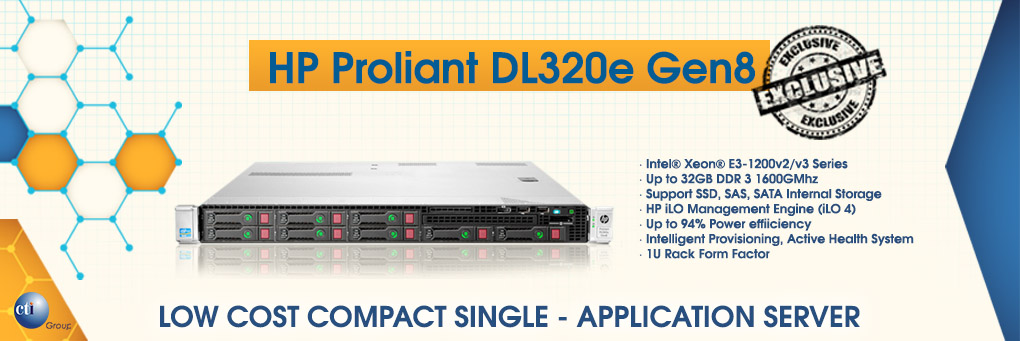 HP Proliant DL320e Gen8
EXCLUSIVE
EXCLUSIVE
EXCLUSIVE
· Intel® Xeon® E3-1200v2/v3 Series
· Up to 32GB DDR 3 1600GMhz
· Support SSD, SAS, SATA Internal Storage
· HP iLO Management Engine (iLO 4)
· Up to 94% Power effiiciency
· Intelligent Provisioning, Active Health System
· 1U Rack Form Factor
hp
cti
Group
LOW COST COMPACT SINGLE - APPLICATION SERVER